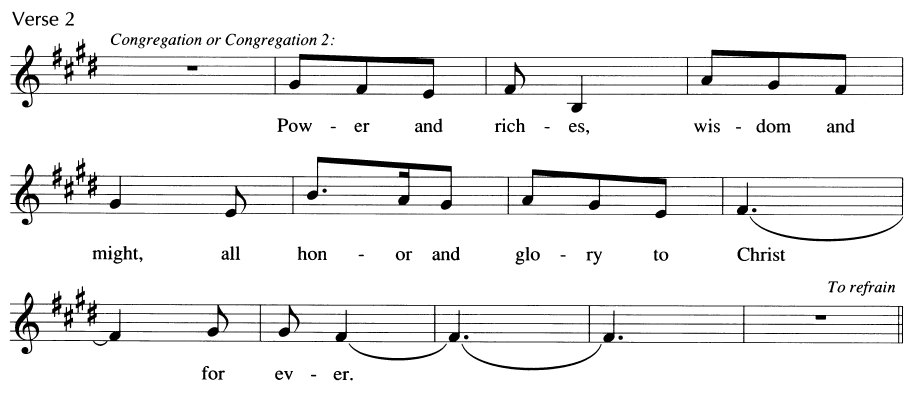 Verse 2
Congregation or Congregation 2:
Pow - er and rich - es, wis - dom and
might, all hon - or and glo - ry to Christ
To refrain
for ev - er.